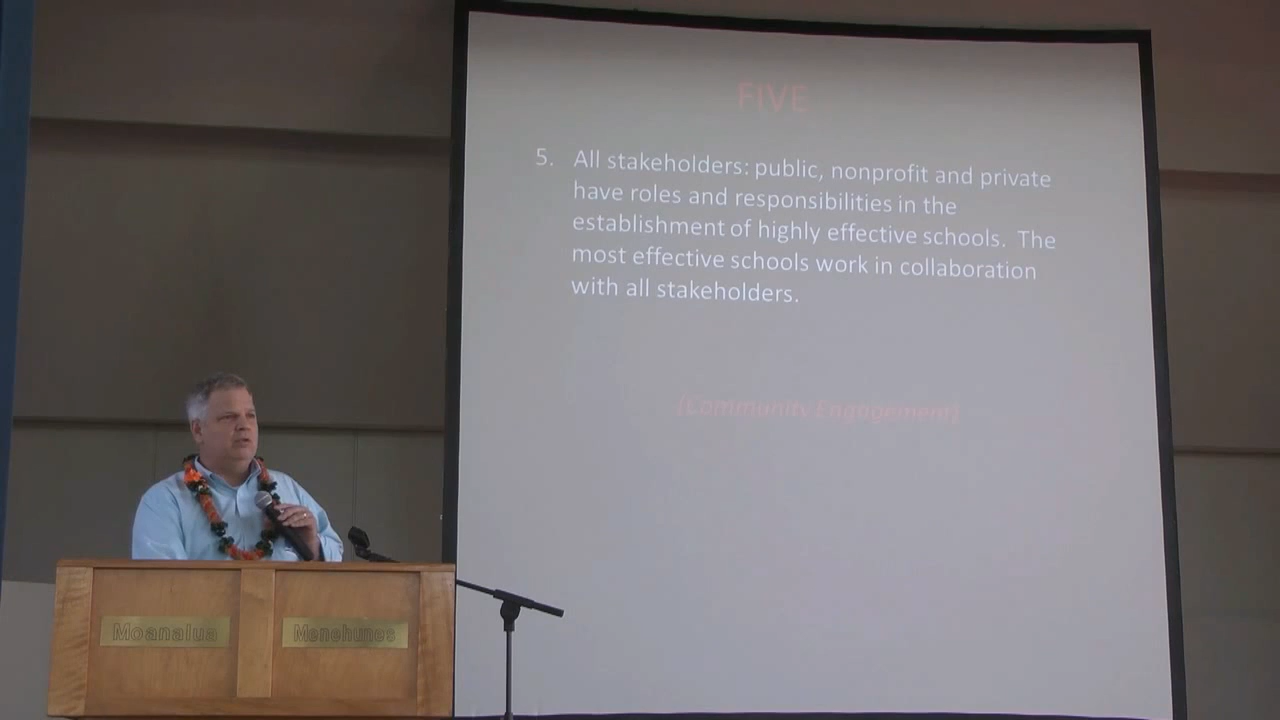 FIVE
5. All stakeholders: public, nonprofit and private
have roles and responsibilities in the
establishment of highly effective schools. The
most effective schools work in collaboration
with all stakeholders.
(Community Engagement)
Moanalua
Menehunes